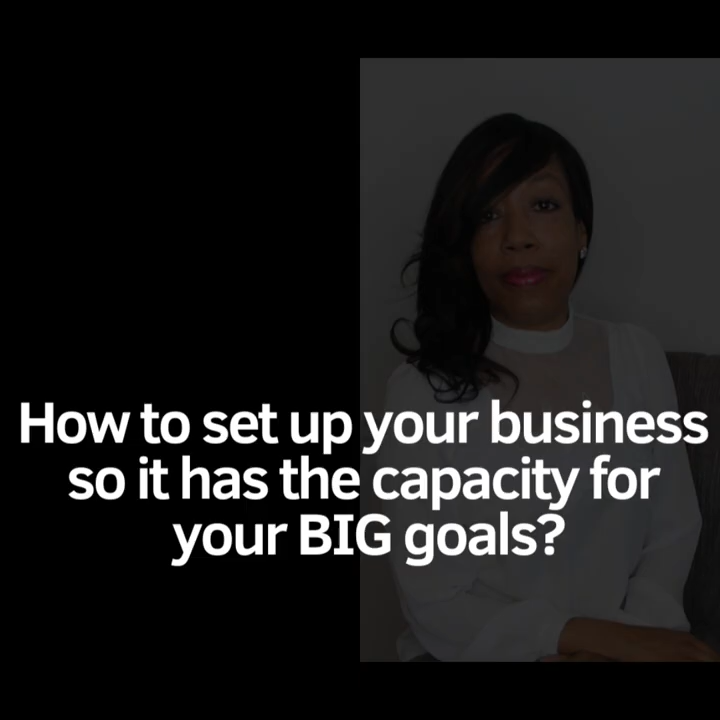 How to set up your business
so it has the capacity for
your BIG goals?